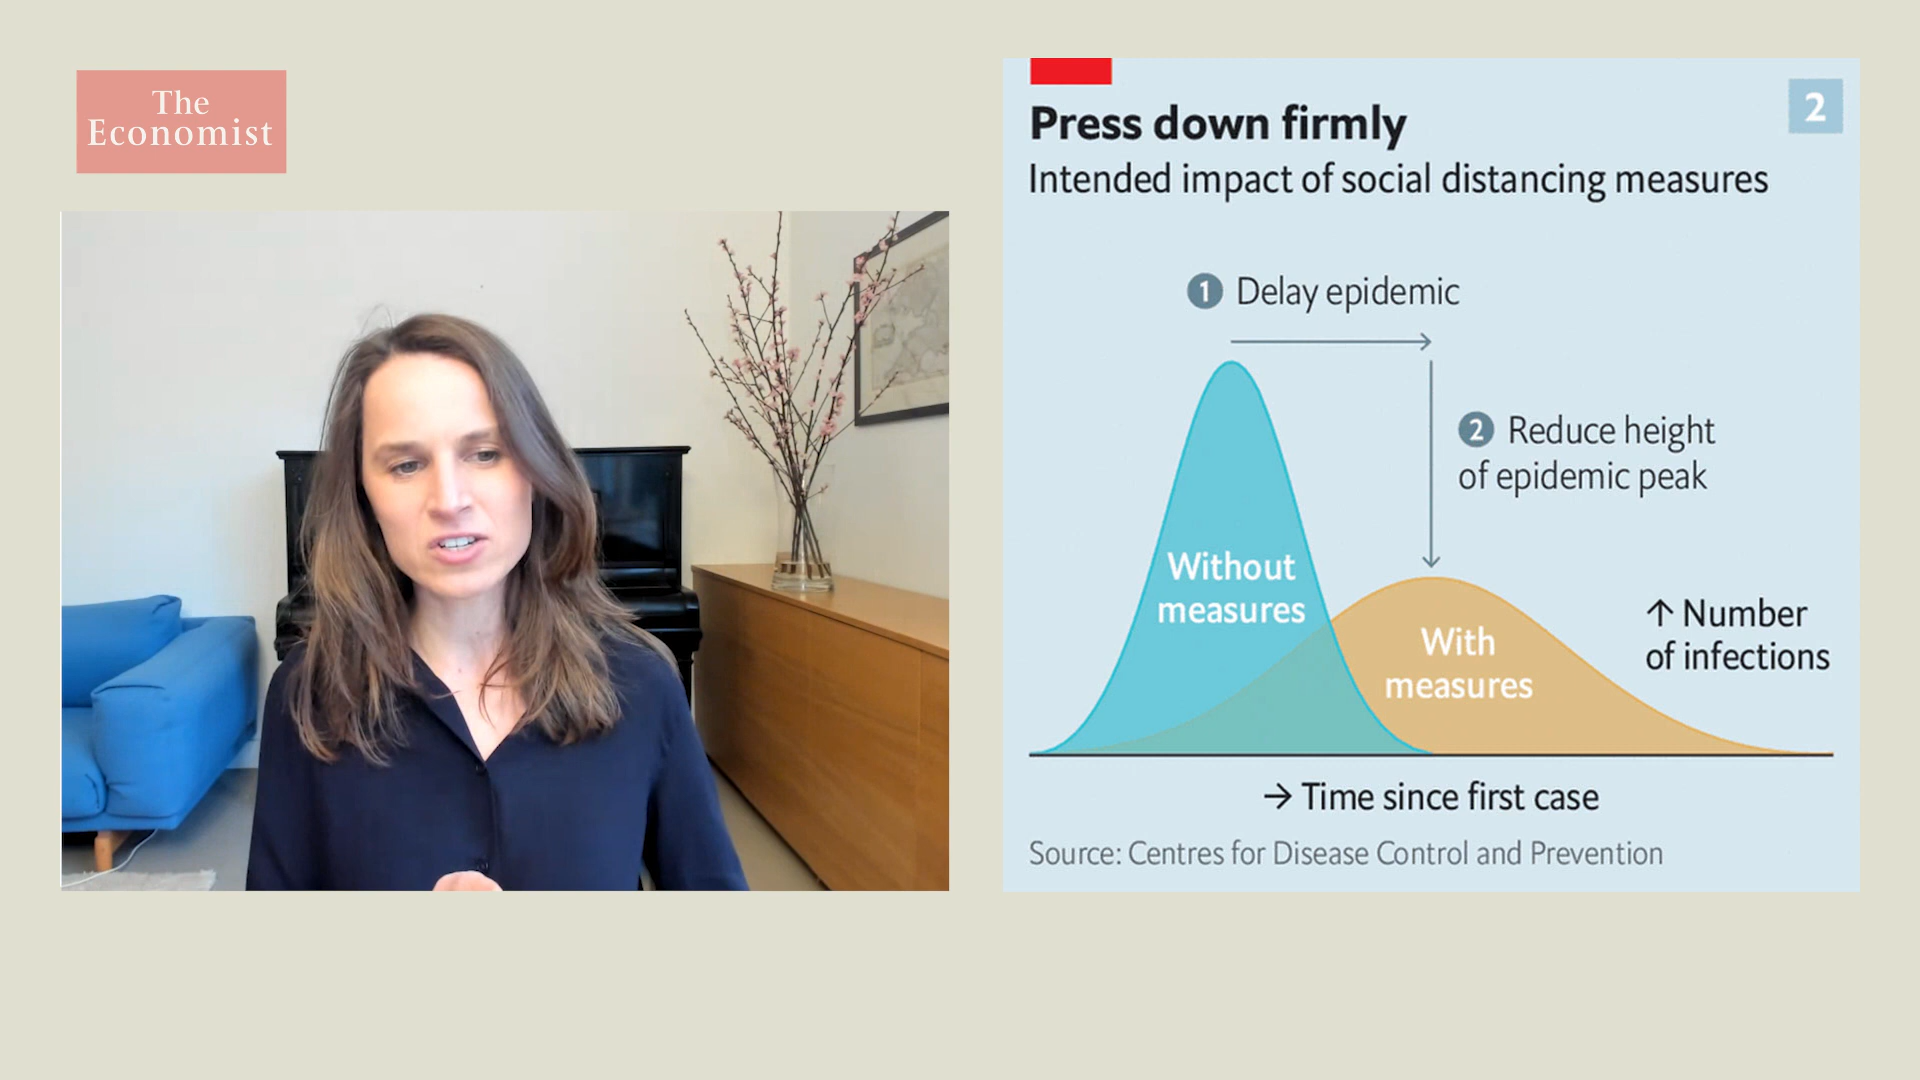 The
Economist
2
Press down firmly
Intended impact of social distancing measures
1 Delay epidemic
2 Reduce height
of epidemic peak
Without
measures
With
measures
↑ Number
of infections
→ Time since first case
Source: Centres for Disease Control and Prevention